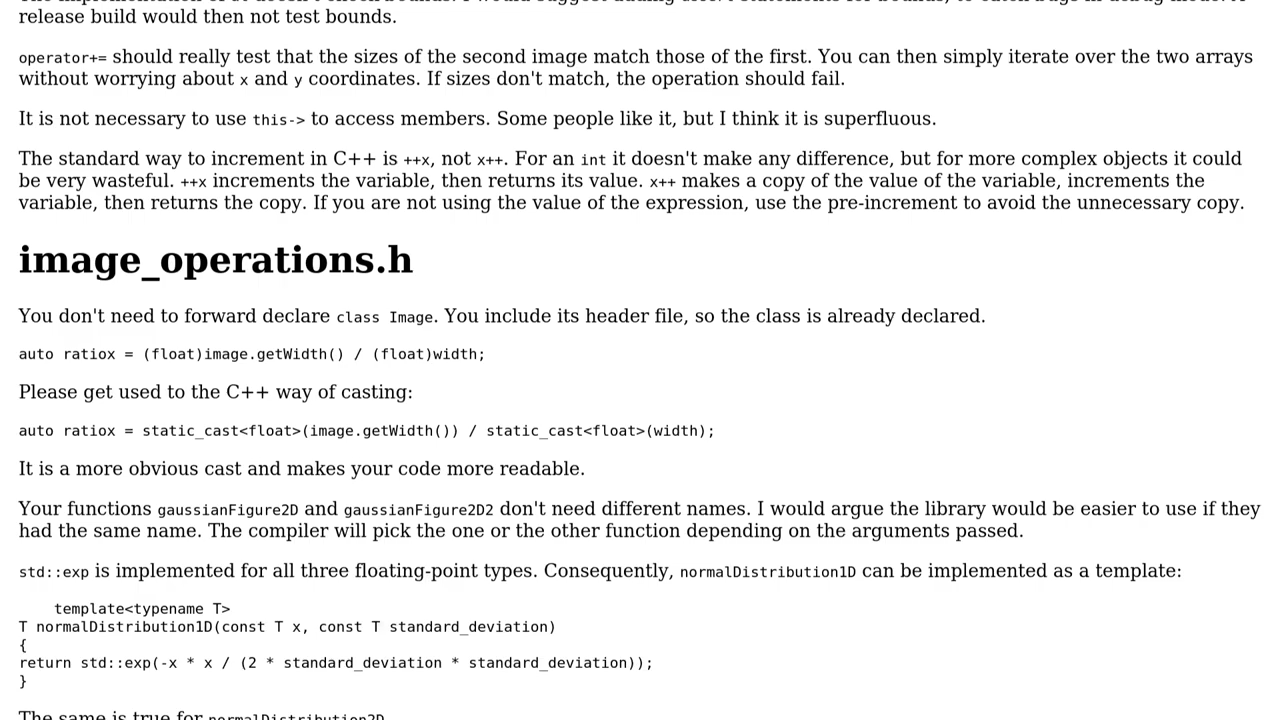 release build would then not test bounds.
operator+= should really test that the sizes of the second image match those of the first. You can then simply iterate over the two arrays
without worrying about x and y coordinates. If sizes don't match, the operation should fail.
It is not necessary to use this-> to access members. Some people like it, but I think it is superfluous.
The standard way to increment in C++ is ++x, not x++. For an int it doesn't make any difference, but for more complex objects it could
be very wasteful. ++x increments the variable, then returns its value. x++ makes a copy of the value of the variable, increments the
variable, then returns the copy. If you are not using the value of the expression, use the pre-increment to avoid the unnecessary copy.
image_operations.h
You don't need to forward declare class Image. You include its header file, so the class is already declared.
auto ratiox = (float)image.getWidth() / (float)width;
Please get used to the C++ way of casting:
auto ratiox = static_cast<float>(image.getWidth()) / static_cast<float>(width);
It is a more obvious cast and makes your code more readable.
Your functions gaussianFigure2D and gaussianFigure2D2 don't need different names. I would argue the library would be easier to use if they
had the same name. The compiler will pick the one or the other function depending on the arguments passed.
std::exp is implemented for all three floating-point types. Consequently, normalDistribution1D can be implemented as a template:
template<typename T>
T normalDistribution1D(const T x, const T standard_deviation)
{
return std::exp(-x * x / (2 * standard_deviation * standard_deviation));
}
The same is true for normalDistribution2D